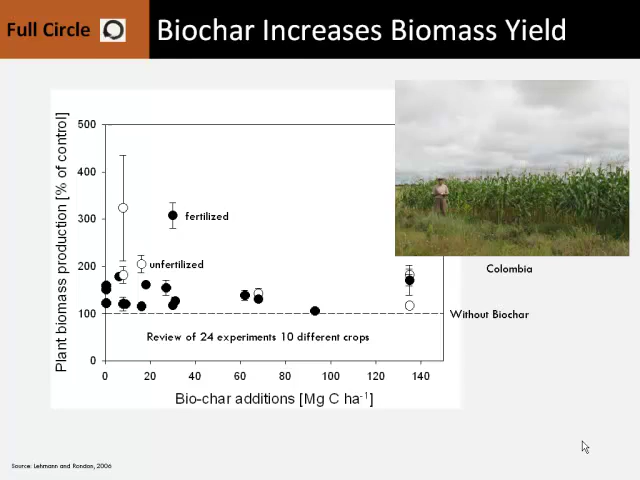 Full Circle
Biochar Increases Biomass Yield
Plant biomass production [% of control]
500
400
300
200
100
0
fertilized
unfertilized
Colombia
Without Biochar
Review of 24 experiments 10 different crops
0 20 40 60 80 100 120 140
Bio-char additions [Mg C ha⁻¹]
Source: Lehmann and Rondon, 2006